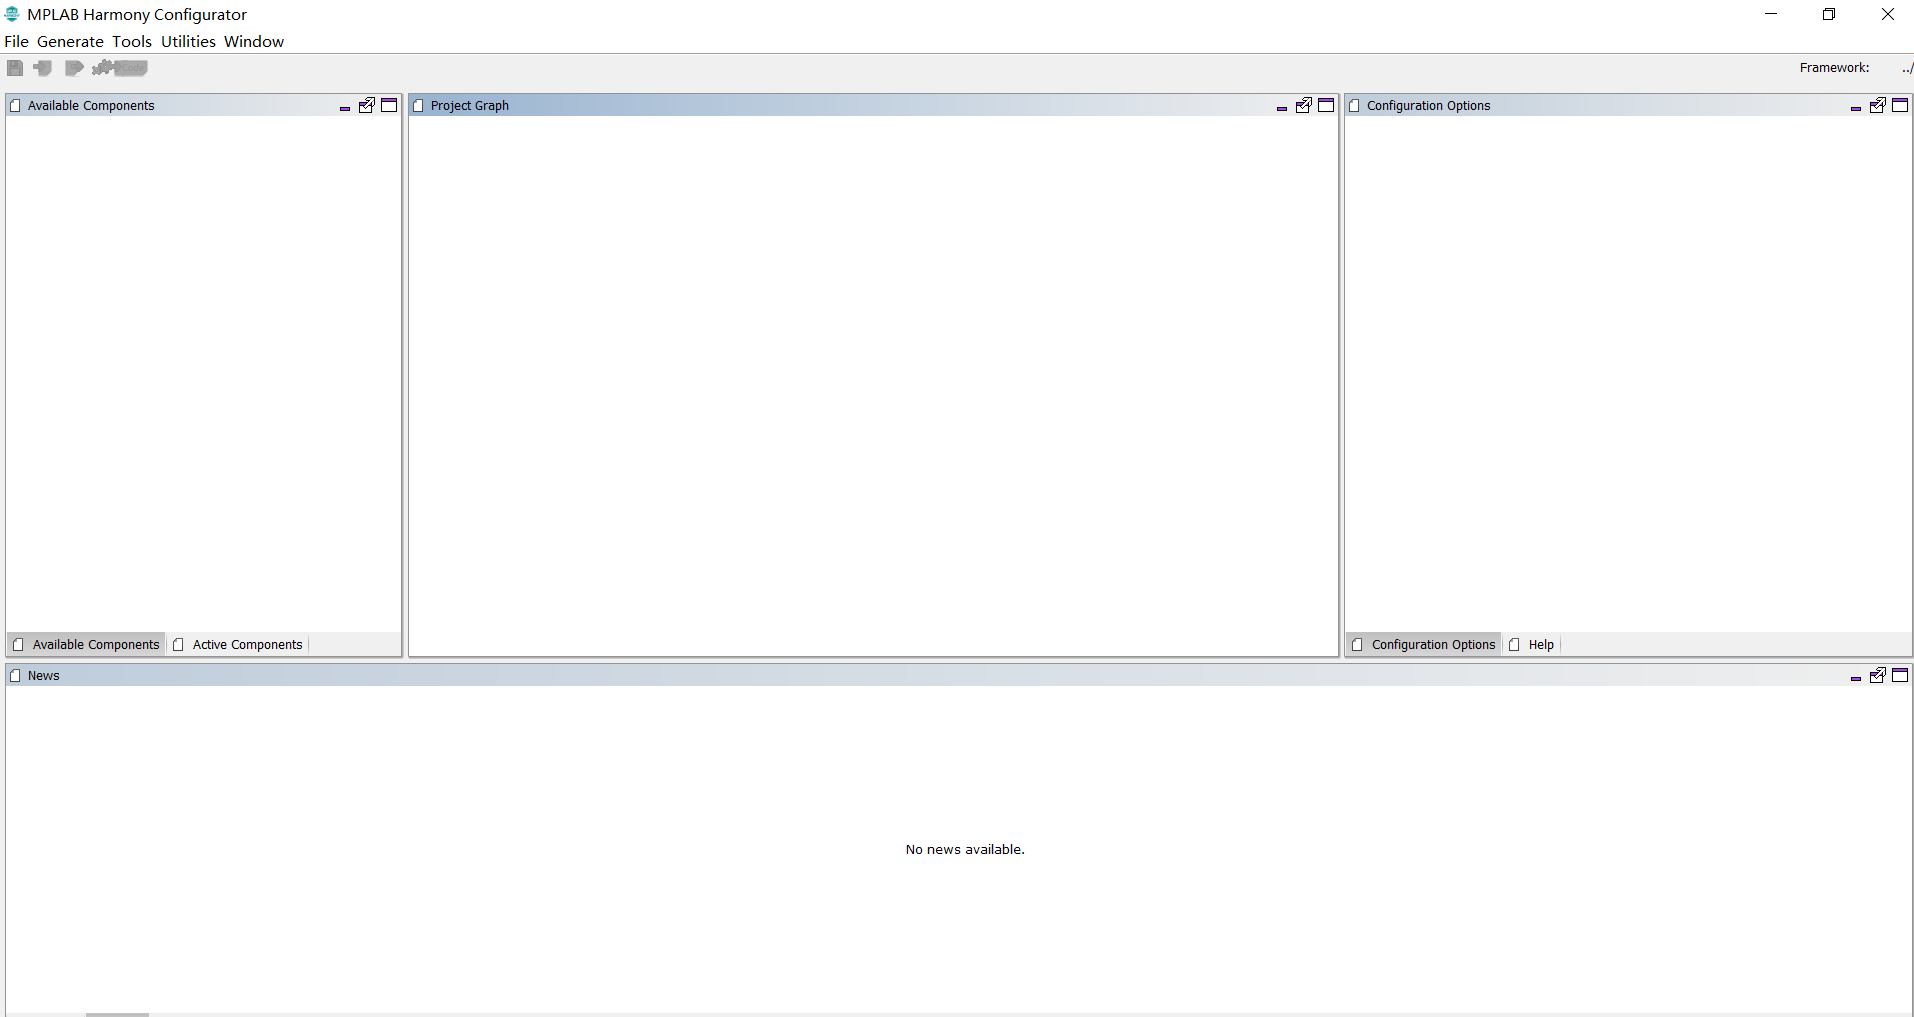 MPLAB Harmony Configurator
File Generate Tools Utilities Window
Code
Framework: ../
Available Components
Project Graph
Configuration Options
Available Components Active Components
Configuration Options Help
News
No news available.